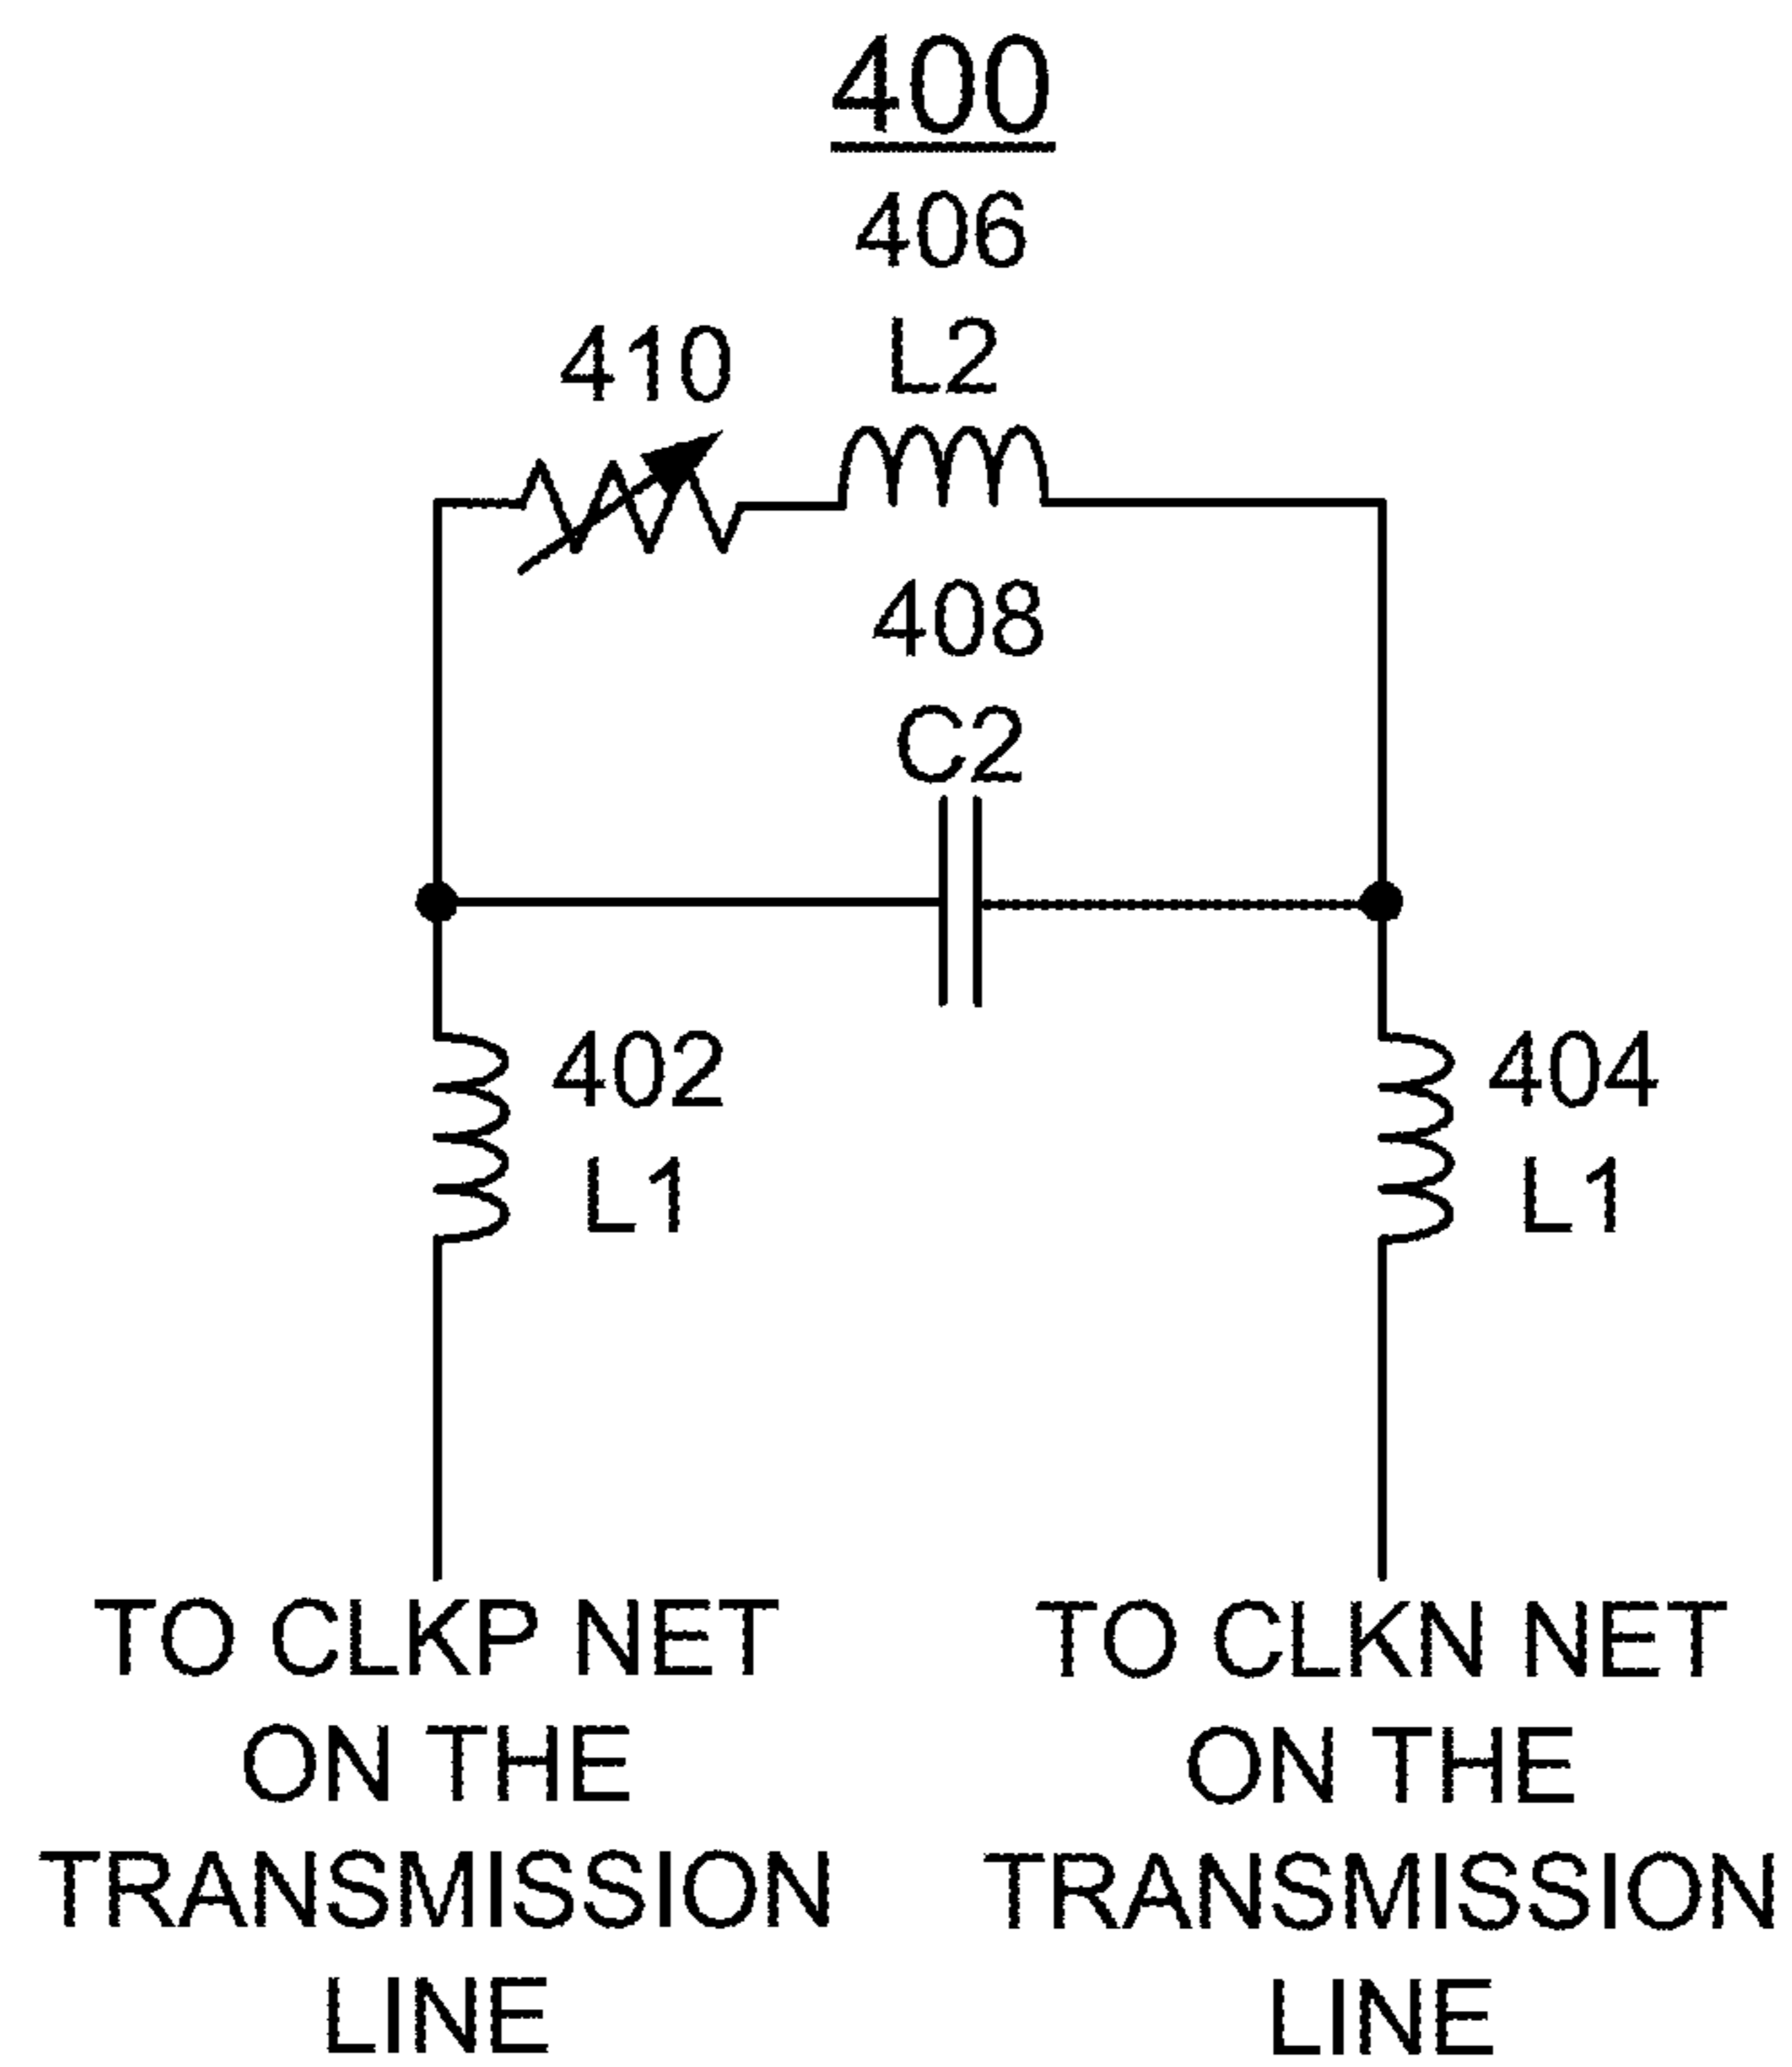 400
406
L2
410
408
C2
402
L1
404
L1
TO CLKP NET
ON THE
TRANSMISSION
LINE
TO CLKN NET
ON THE
TRANSMISSION
LINE